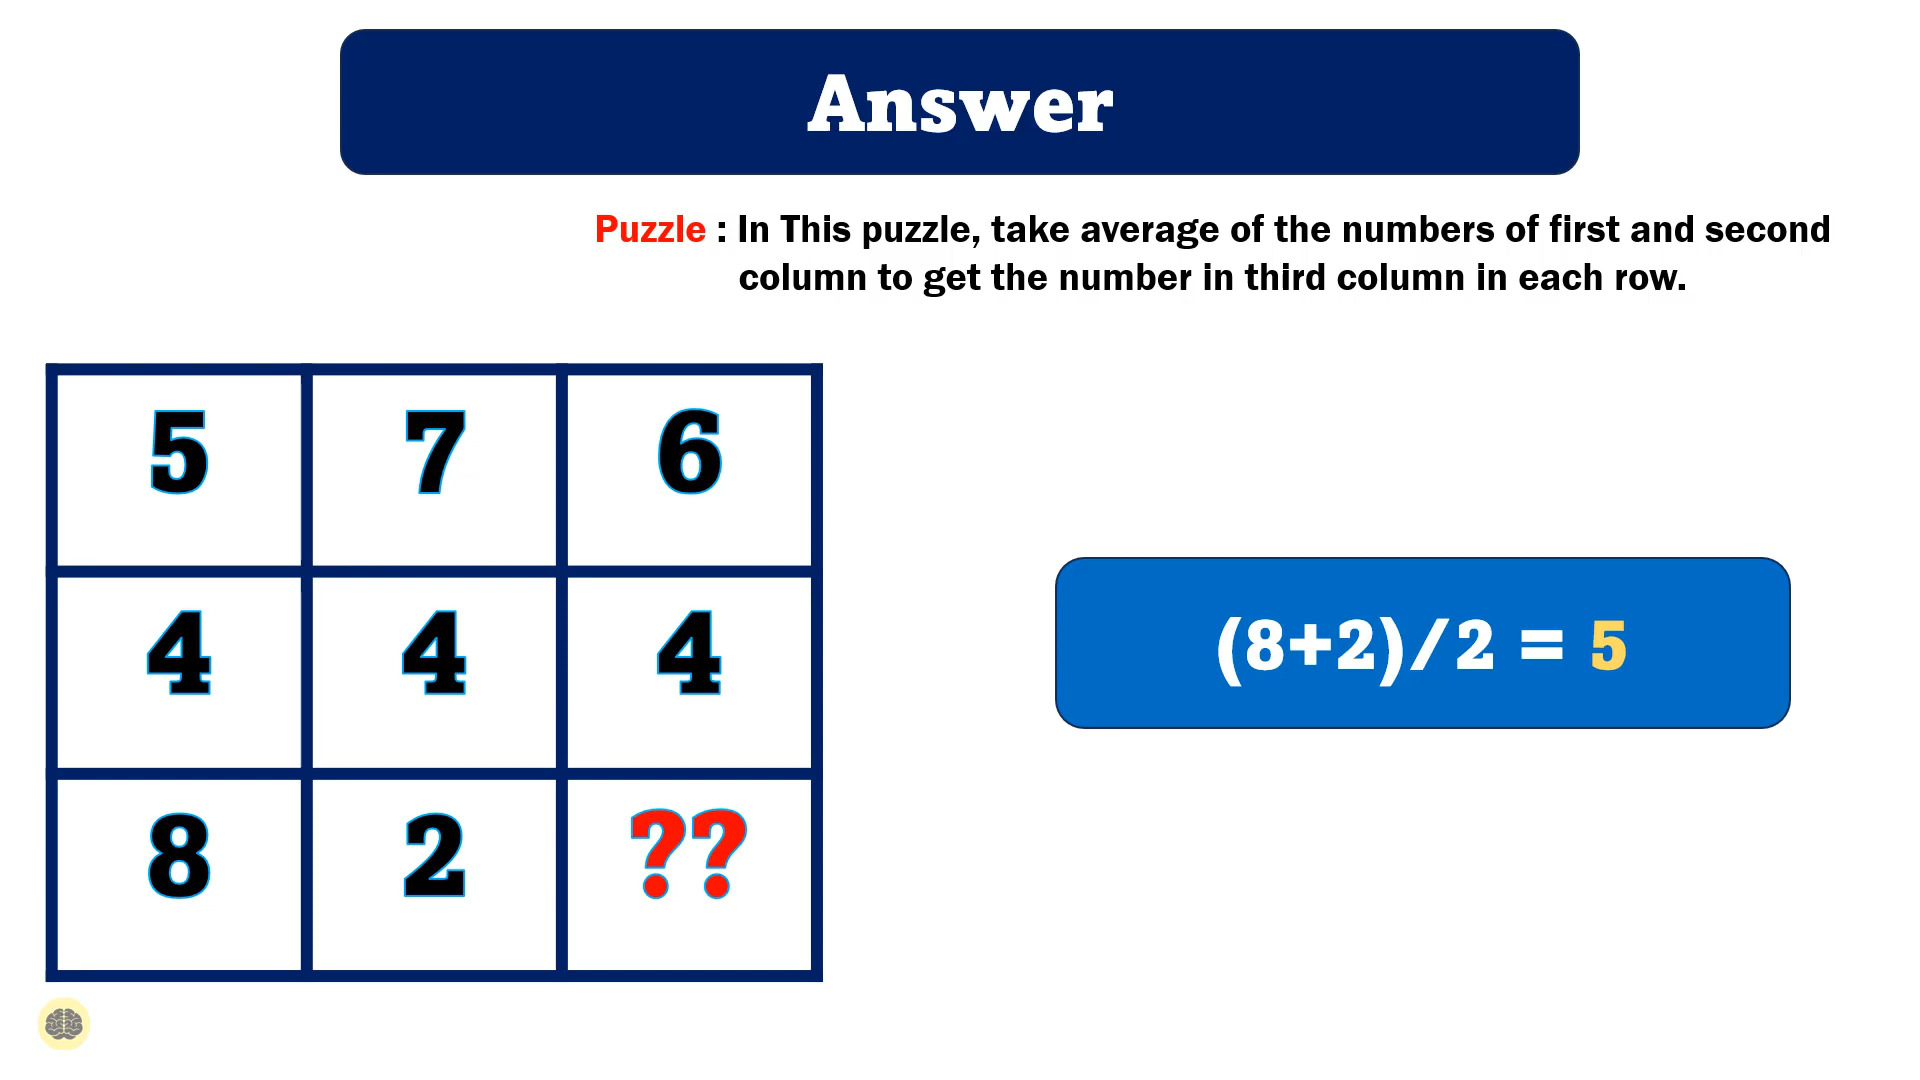 Answer
Puzzle : In This puzzle, take average of the numbers of first and second
column to get the number in third column in each row.
5 7 6
4 4 4
8 2 ??
(8+2)/2 = 5